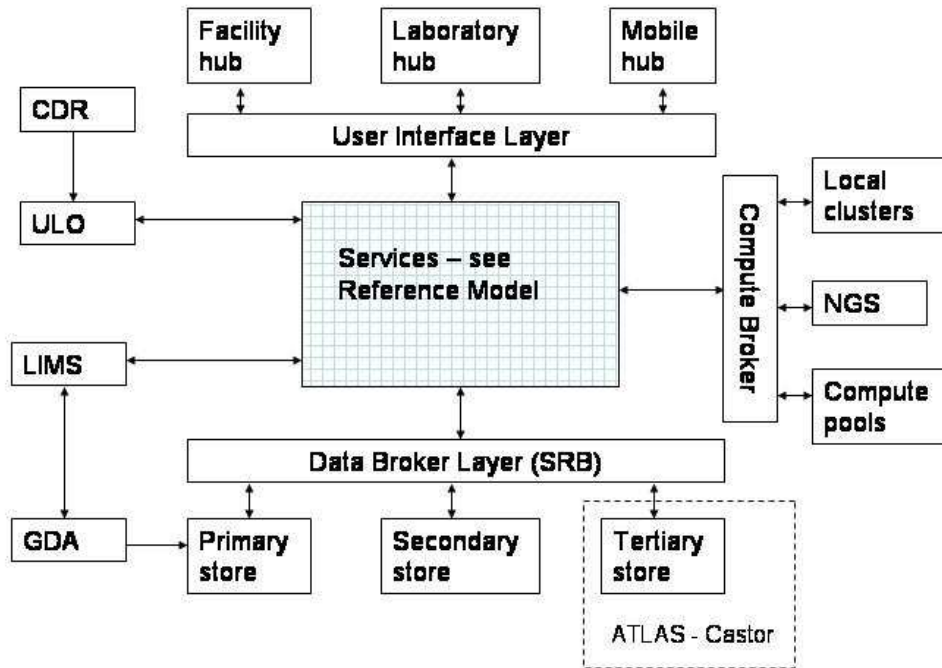 Facility
hub
Laboratory
hub
Mobile
hub
CDR
User Interface Layer
ULO
Services – see
Reference Model
Compute Broker
Local
clusters
NGS
LIMS
Compute
pools
Data Broker Layer (SRB)
GDA
Primary
store
Secondary
store
Tertiary
store
ATLAS - Castor